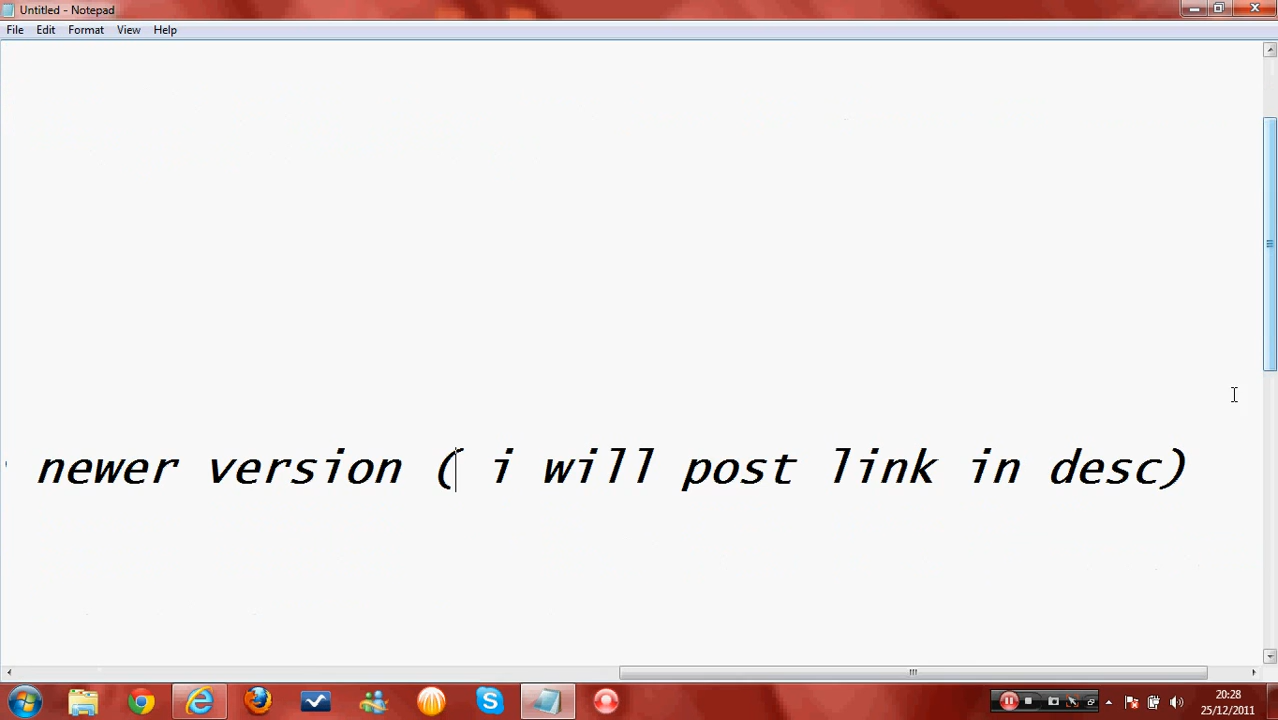 Untitled - Notepad
File Edit Format View Help
newer version ( i will post link in desc)
20:28
25/12/2011